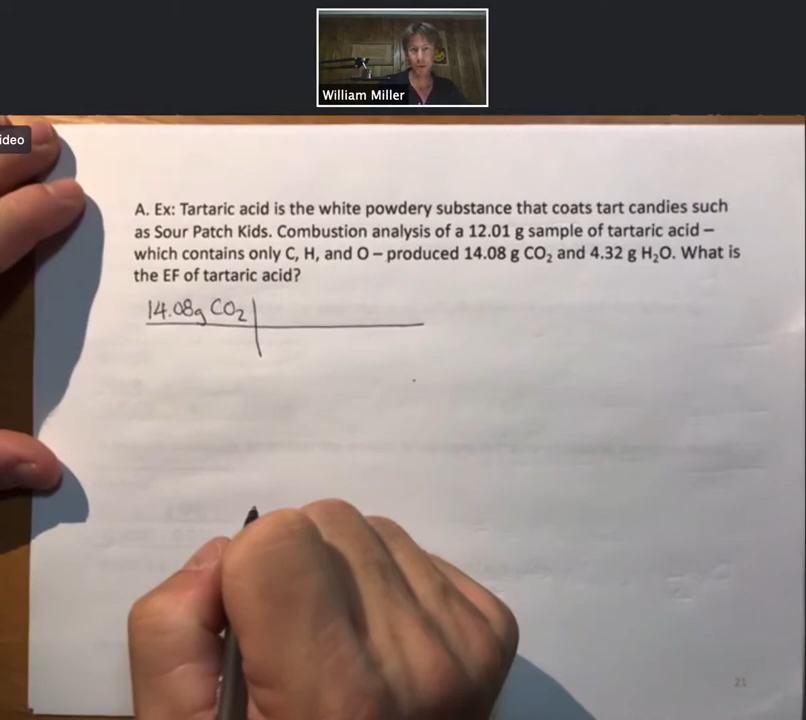 William Miller
ideo
A. Ex: Tartaric acid is the white powdery substance that coats tart candies such
as Sour Patch Kids. Combustion analysis of a 12.01 g sample of tartaric acid –
which contains only C, H, and O – produced 14.08 g CO₂ and 4.32 g H₂O. What is
the EF of tartaric acid?
14.08g CO₂
21